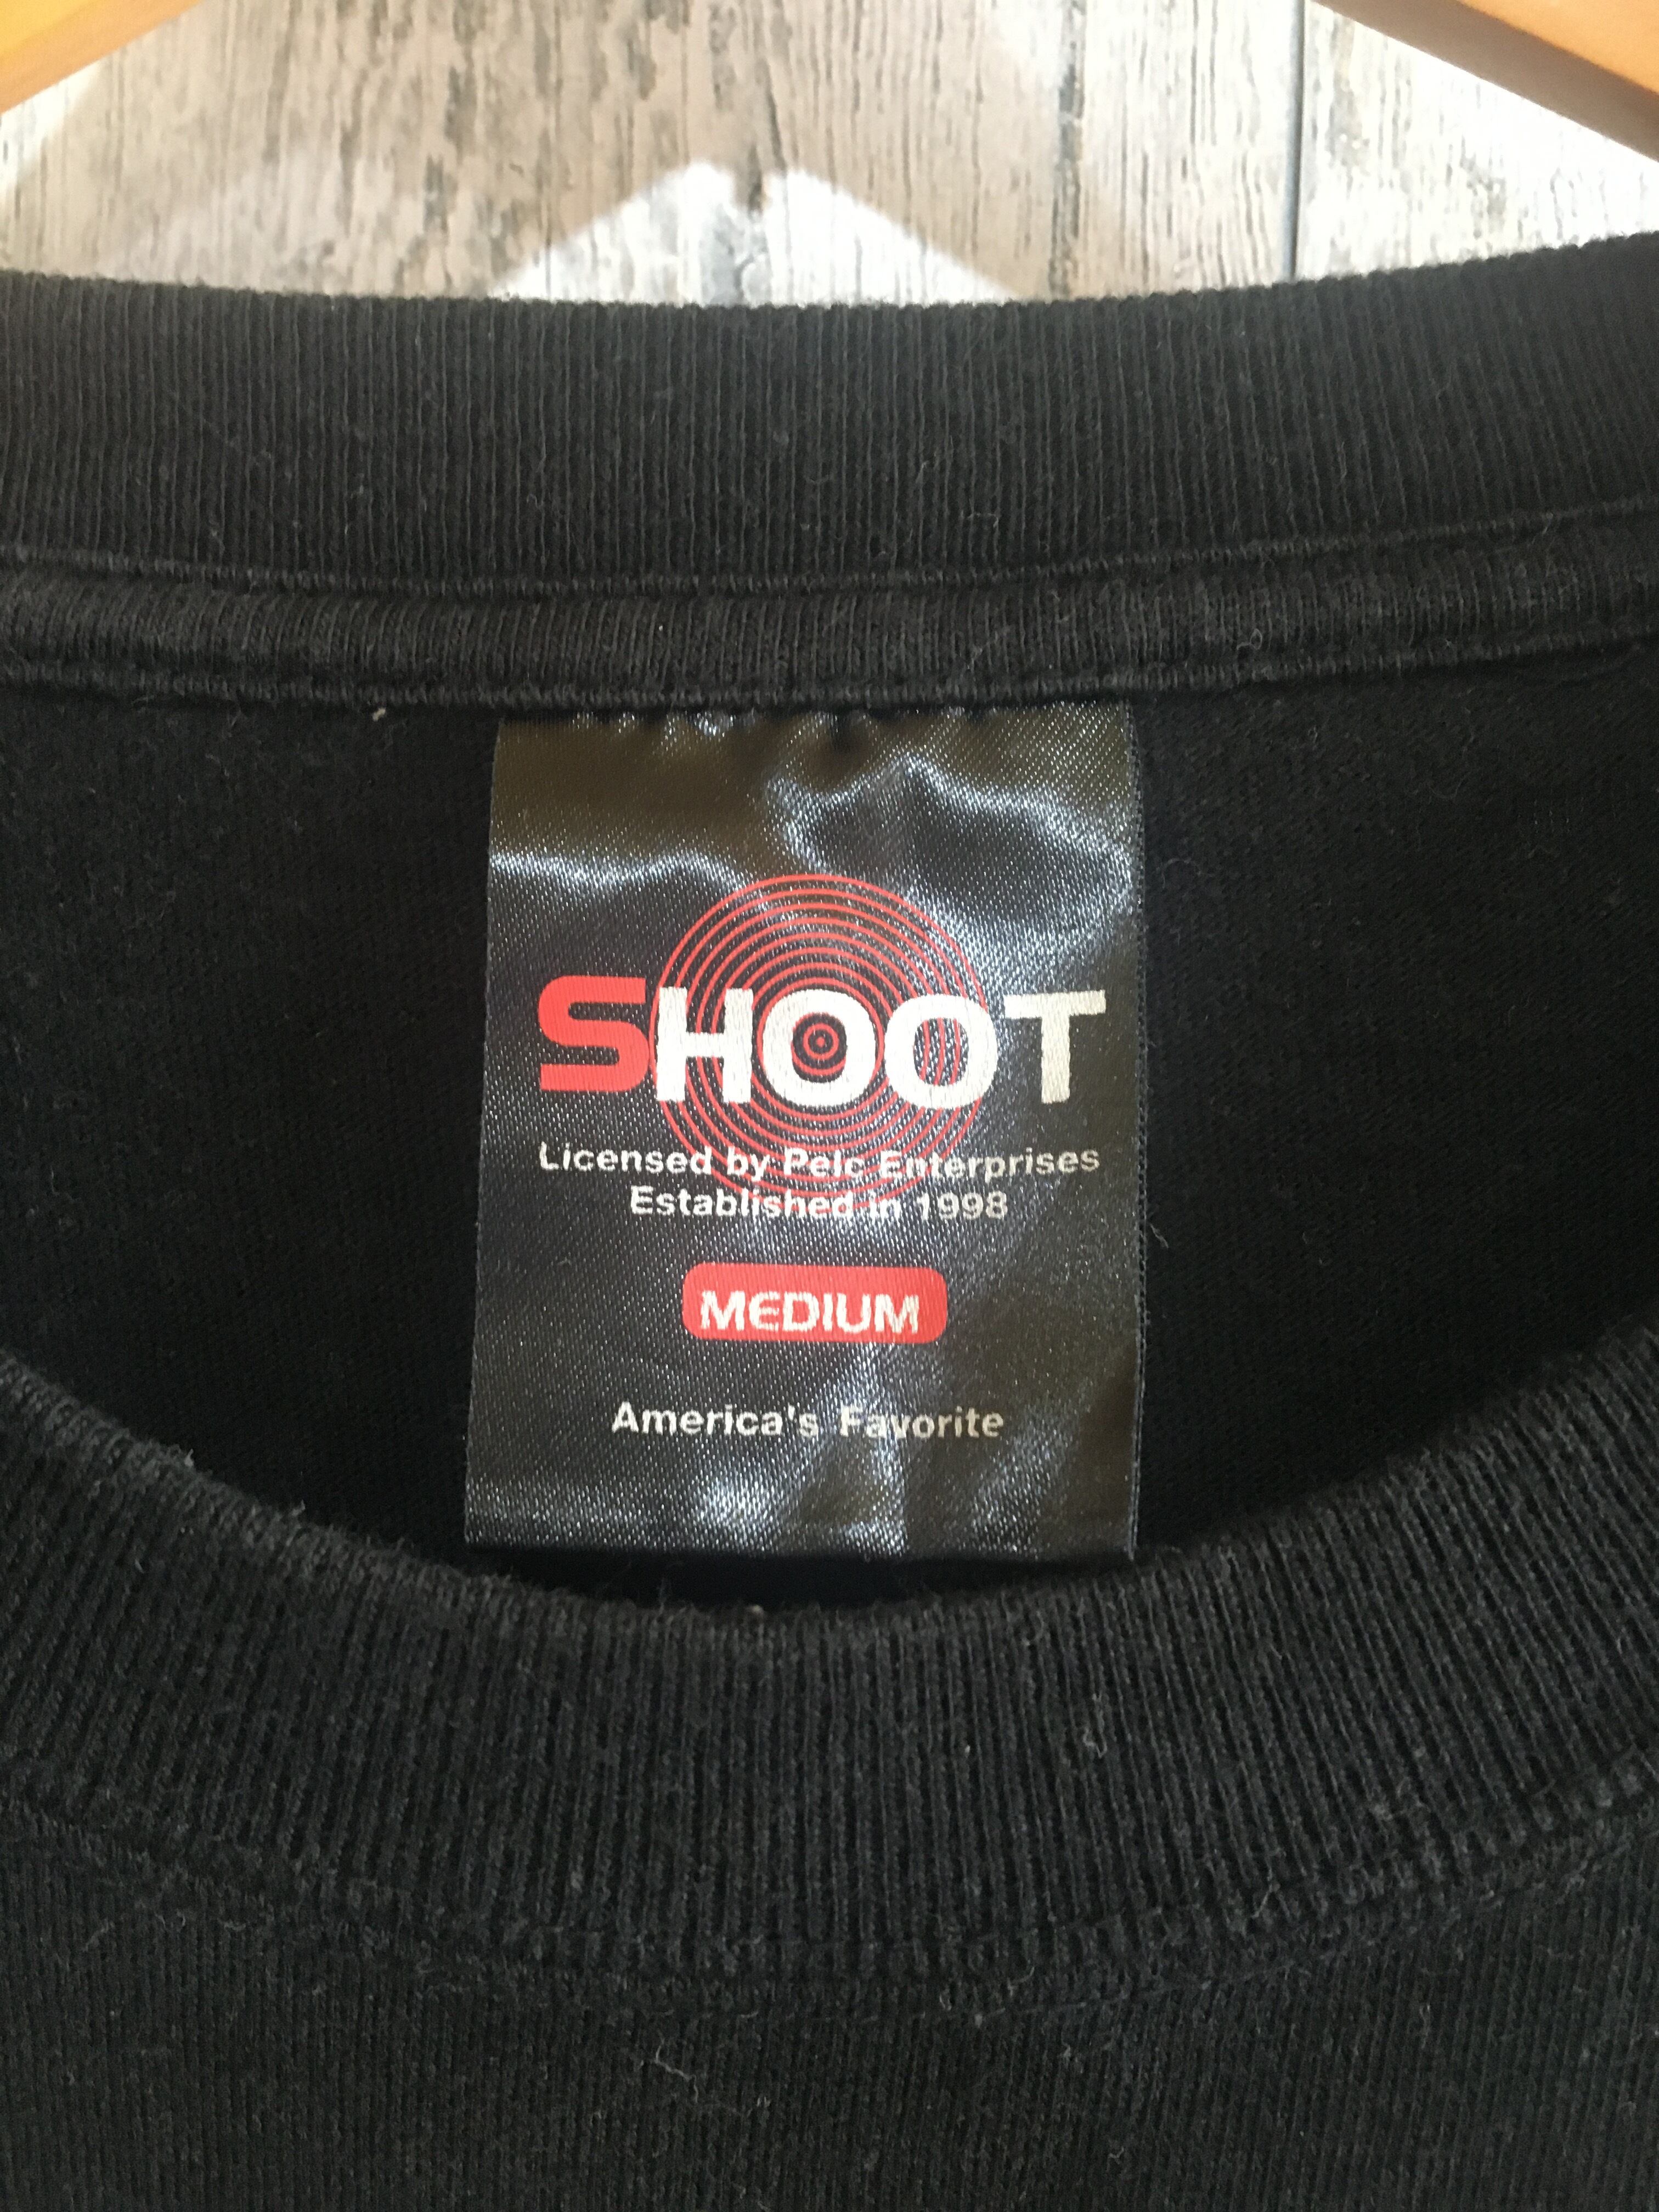 SHOOT
Licensed by Pelc Enterprises
Established in 1998
MEDIUM
America's Favorite